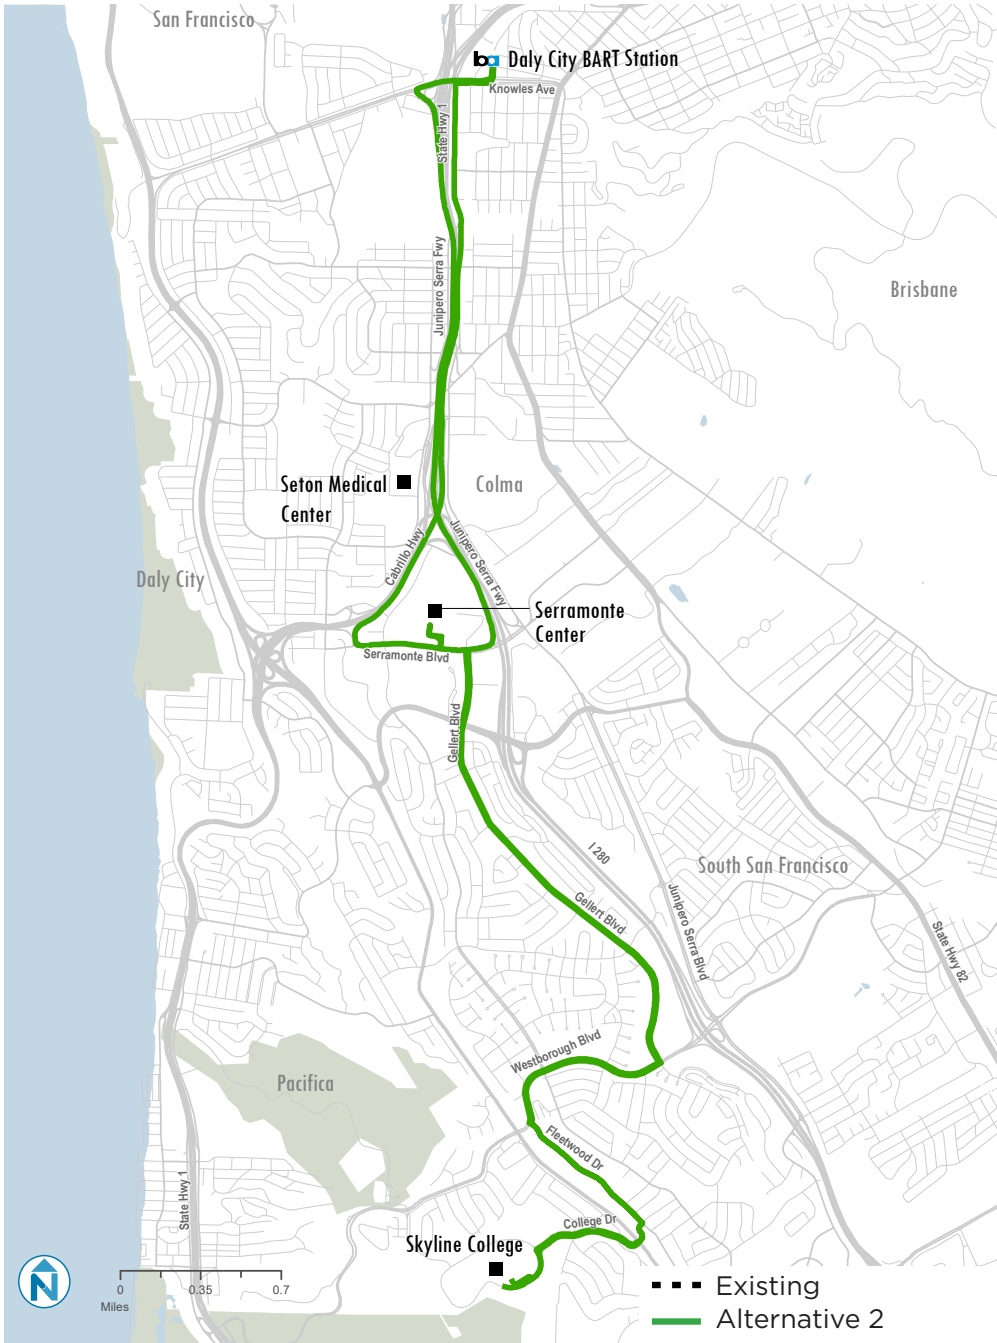 San Francisco
ba Daly City BART Station
Knowles Ave
State Hwy 1
Junipero Serra Fwy
Brisbane
Seton Medical
Center
Colma
Cabrillo Hwy
Junipero Serra Fwy
Daly City
Serramonte
Center
Serramonte Blvd
Gellert Blvd
I 280
South San Francisco
Gellert Blvd
Junipero Serra Blvd
State Hwy 82
Westborough Blvd
Pacifica
Fleetwood Dr
State Hwy 1
College Dr
Skyline College
N
0 0.35 0.7
Miles
Existing
Alternative 2